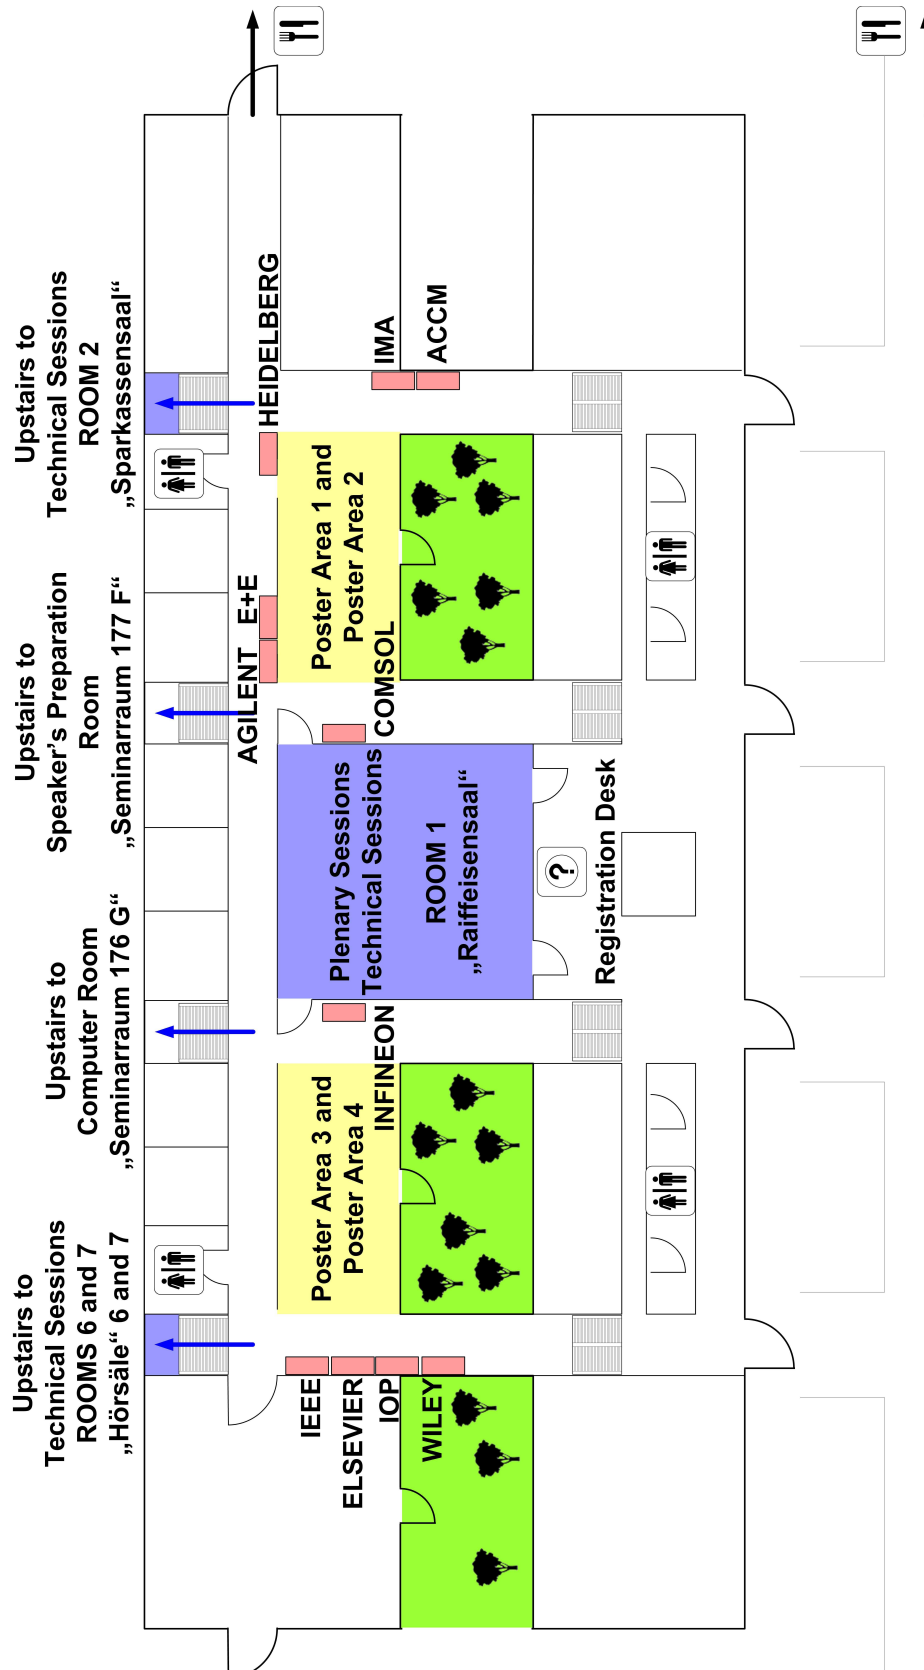 Upstairs to
Technical Sessions
ROOMS 6 and 7
„Hörsäle“ 6 and 7
Upstairs to
Computer Room
„Seminarraum 176 G“
Upstairs to
Speaker's Preparation
Room
„Seminarraum 177 F“
Upstairs to
Technical Sessions
ROOM 2
„Sparkassensaal“
AGILENT
E+E
HEIDELBERG
IEEE
ELSEVIER
IOP
WILEY
Poster Area 3 and
Poster Area 4
INFINEON
Plenary Sessions
Technical Sessions
ROOM 1
„Raiffeisensaal“
COMSOL
Poster Area 1 and
Poster Area 2
IMA
ACCM
?
Registration Desk